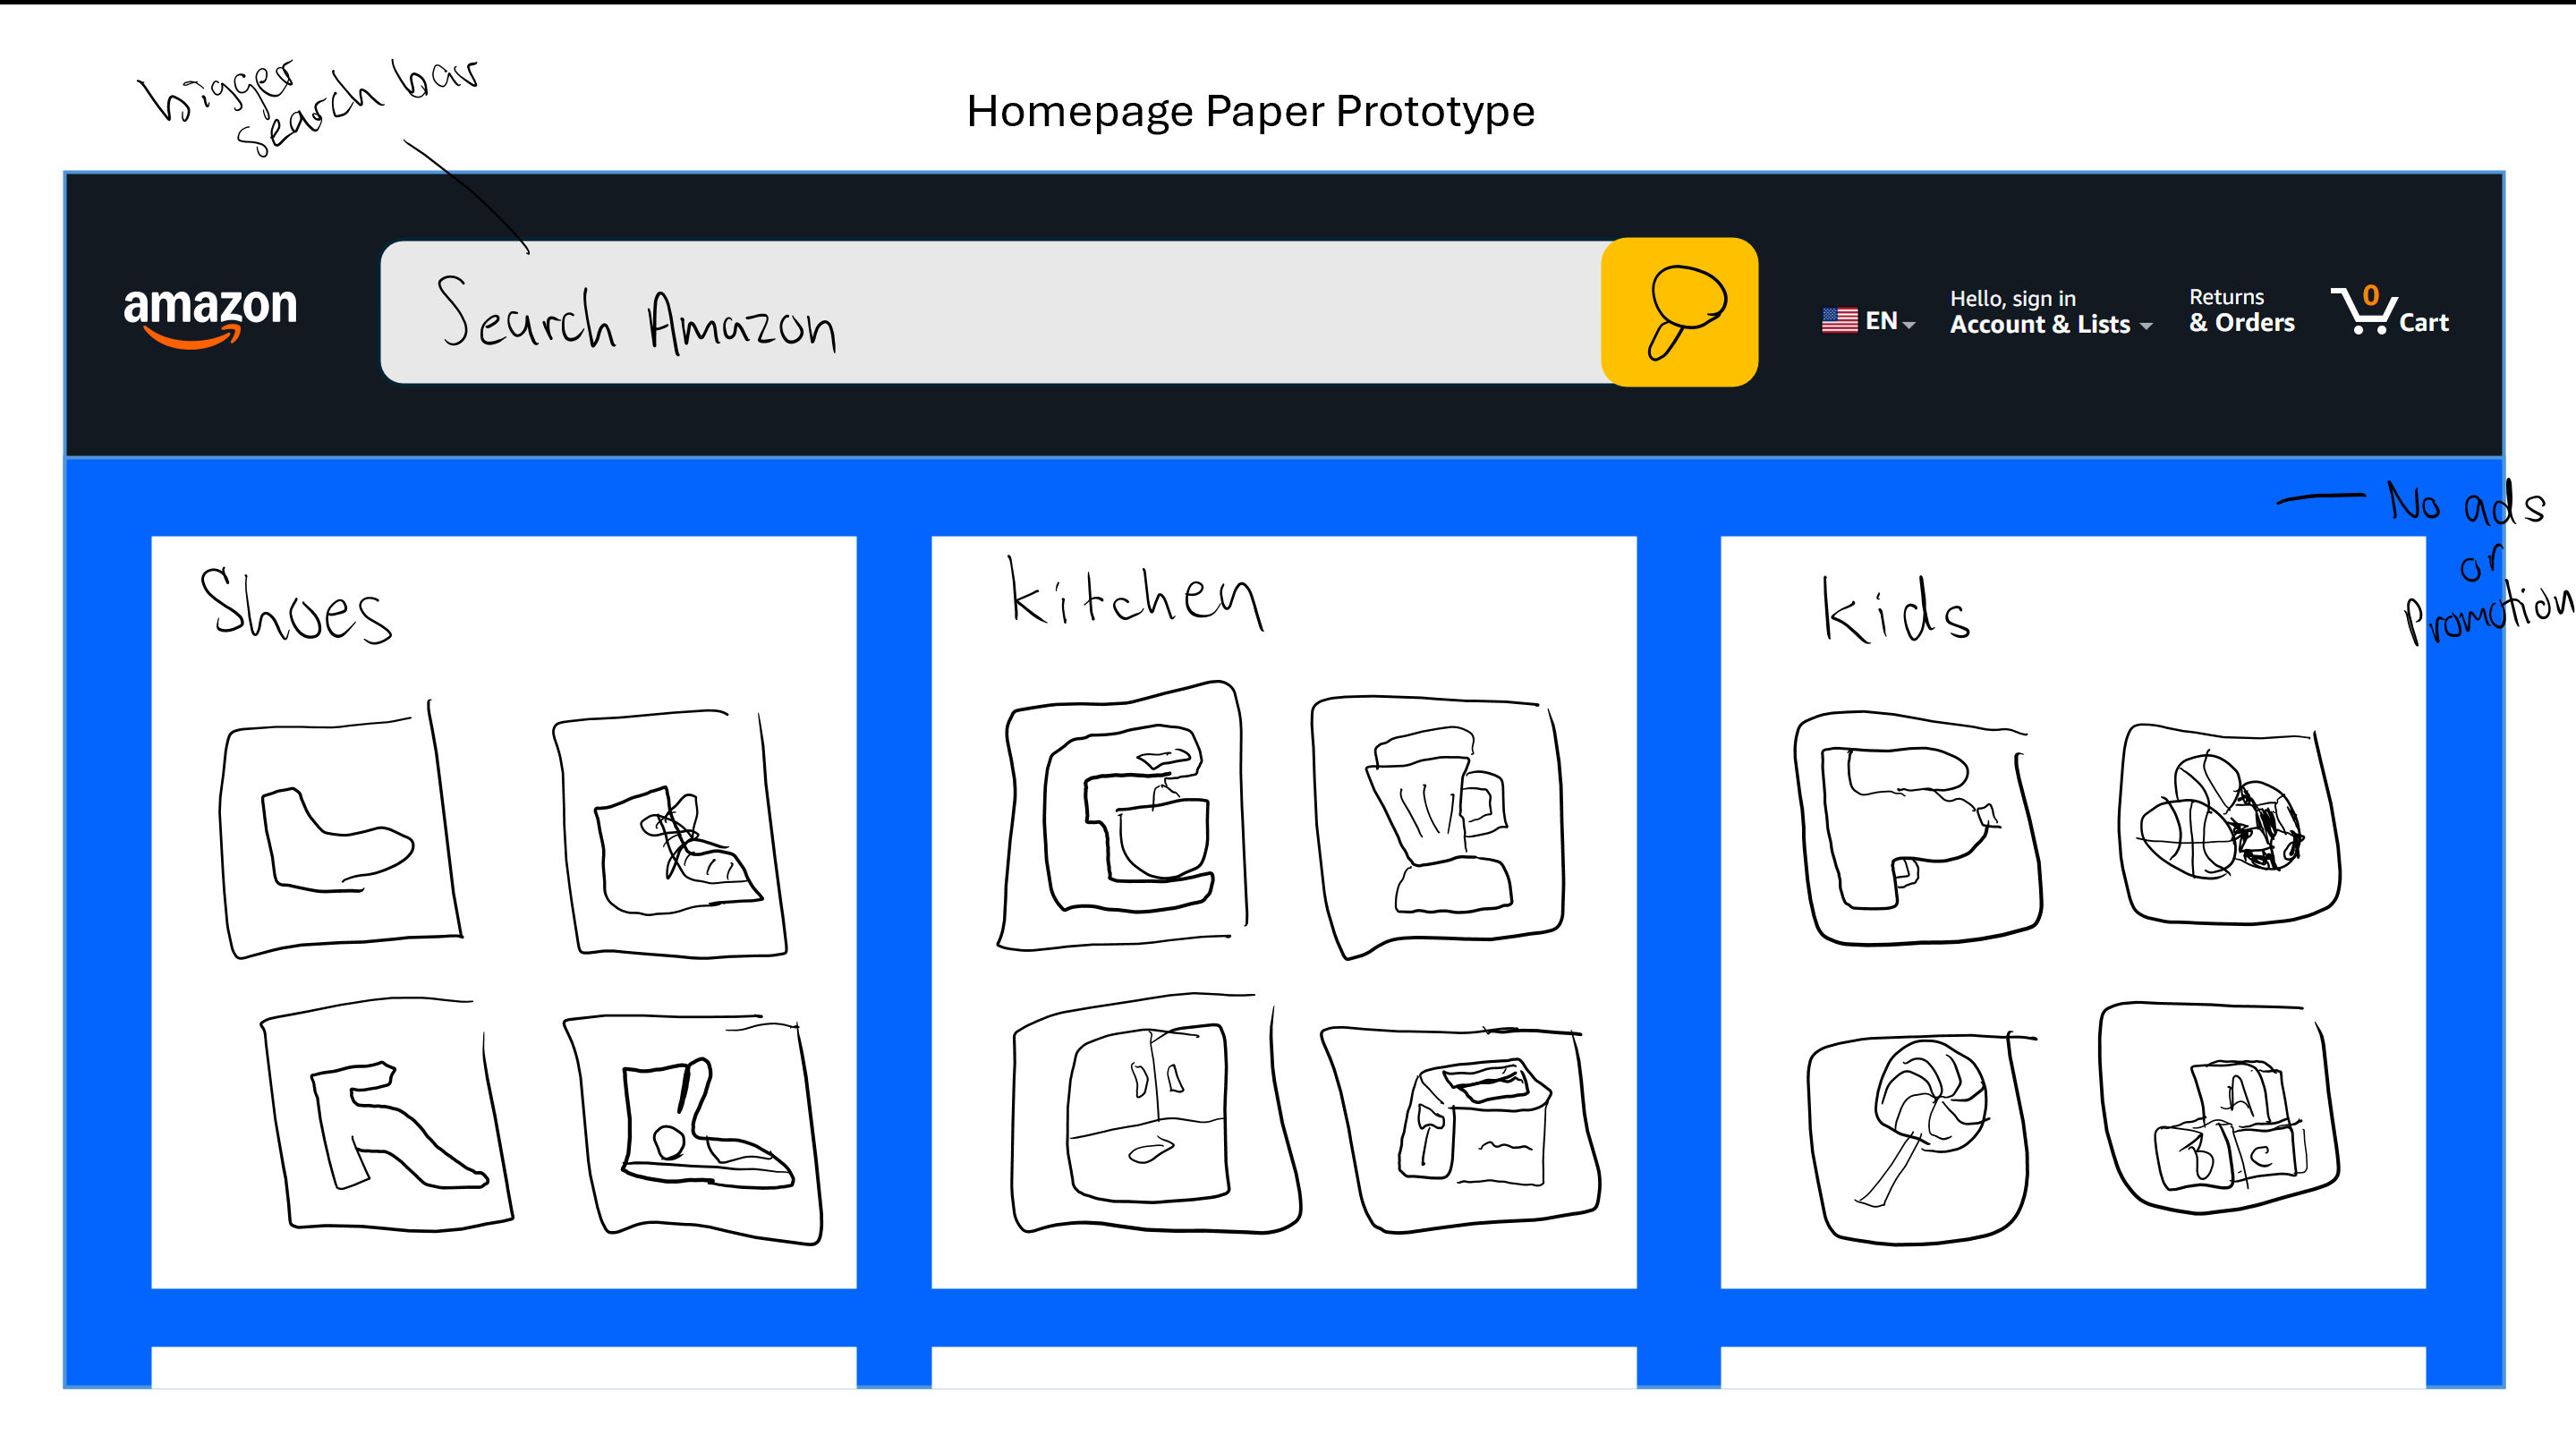 bigger
search bar
Homepage Paper Prototype
amazon
Search Amazon
EN
Hello, sign in
Account & Lists
Returns
& Orders
0
Cart
No ads
or
promotion
Shoes
kitchen
kids
A
B C